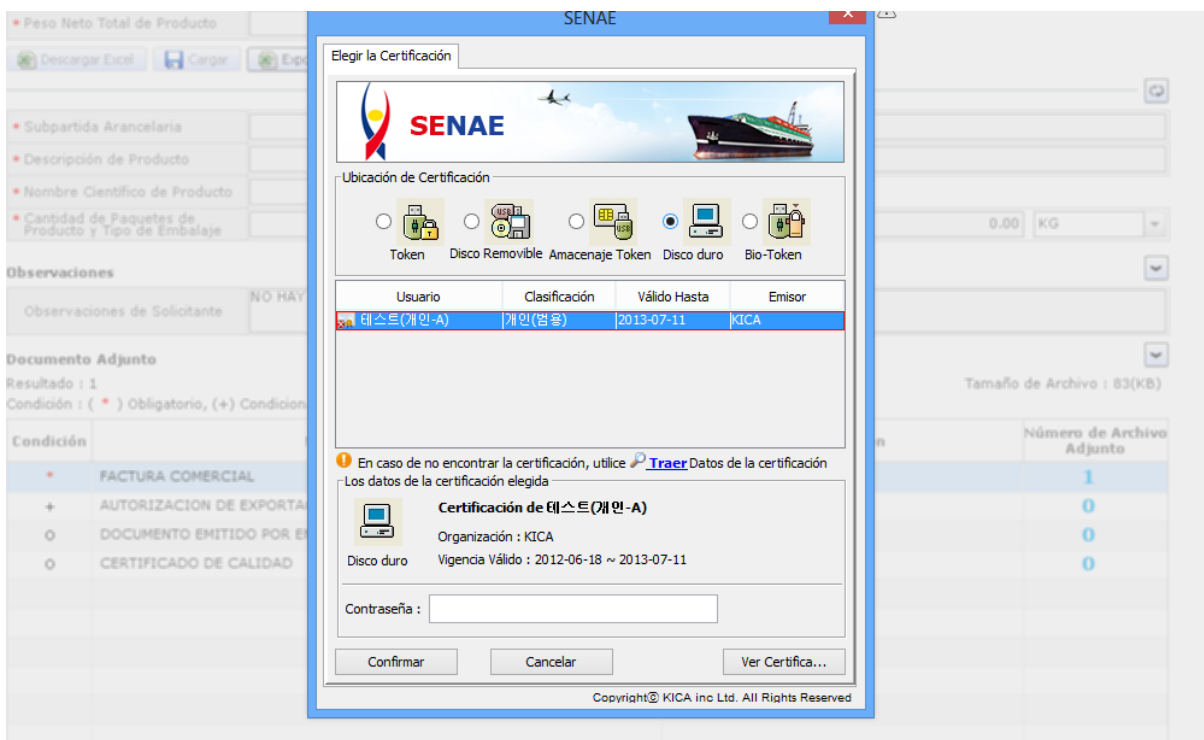 SENAE
• Peso Neto Total de Producto
Descargar Excel Cargar Expo
Elegir la Certificación
SENAE
• Subpartida Arancelaria
• Descripción de Producto
Ubicación de Certificación
• Nombre Científico de Producto
• Cantidad de Paquetes de
Producto y Tipo de Embalaje
0.00 KG
Token Disco Removible Amacenaje Token Disco duro Bio-Token
Observaciones
Observaciones de Solicitante
NO HAY
Usuario Clasificación Válido Hasta Emisor
테스트(개인-A) 개인(범용) 2013-07-11 KICA
Documento Adjunto
Resultado : 1
Tamaño de Archivo : 83(KB)
Condición : ( * ) Obligatorio, (+) Condicion
Condición
Número de Archivo
Adjunto
En caso de no encontrar la certificación, utilice Traer Datos de la certificación
* FACTURA COMERCIAL 1
+ AUTORIZACION DE EXPORTA 0
o DOCUMENTO EMITIDO POR 0
o CERTIFICADO DE CALIDAD 0
Los datos de la certificación elegida
Certificación de 테스트(개인-A)
Organización : KICA
Disco duro
Vigencia Válido : 2012-06-18 ~ 2013-07-11
Contraseña :
Confirmar Cancelar Ver Certifica...
Copyright© KICA inc Ltd. All Rights Reserved